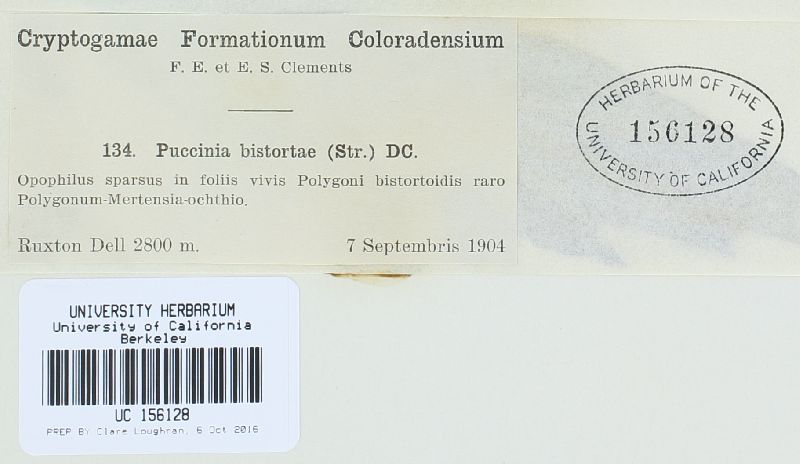 Cryptogamae Formationum Coloradensium
F. E. et E. S. Clements
134. Puccinia bistortae (Str.) DC.
Opophilus sparsus in foliis vivis Polygoni bistortoidis raro
Polygonum-Mertensia-ochthio.
Ruxton Dell 2800 m. 7 Septembris 1904
HERBARIUM OF THE
156128
UNIVERSITY OF CALIFORNIA
UNIVERSITY HERBARIUM
University of California
Berkeley
UC 156128
PREP BY Clare Loughran, 6 Oct 2016